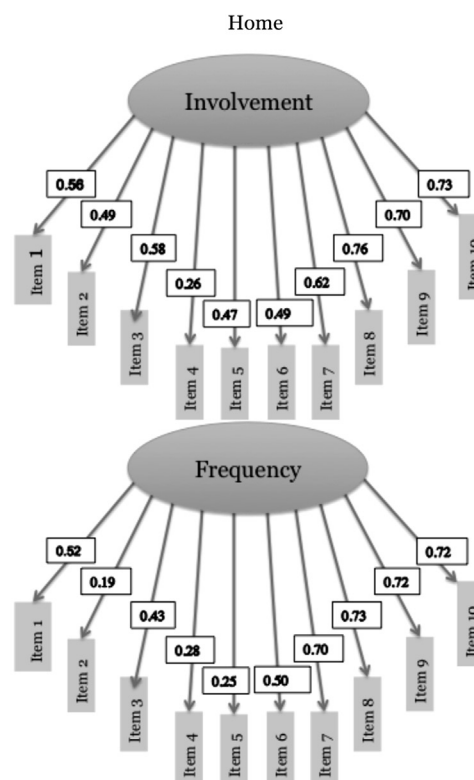 Home
Involvement
0.56
0.49
0.58
0.26
0.47
0.49
0.62
0.76
0.70
0.73
Item 1
Item 2
Item 3
Item 4
Item 5
Item 6
Item 7
Item 8
Item 9
Item 10
Frequency
0.52
0.19
0.43
0.28
0.25
0.50
0.70
0.73
0.72
0.72
Item 1
Item 2
Item 3
Item 4
Item 5
Item 6
Item 7
Item 8
Item 9
Item 10